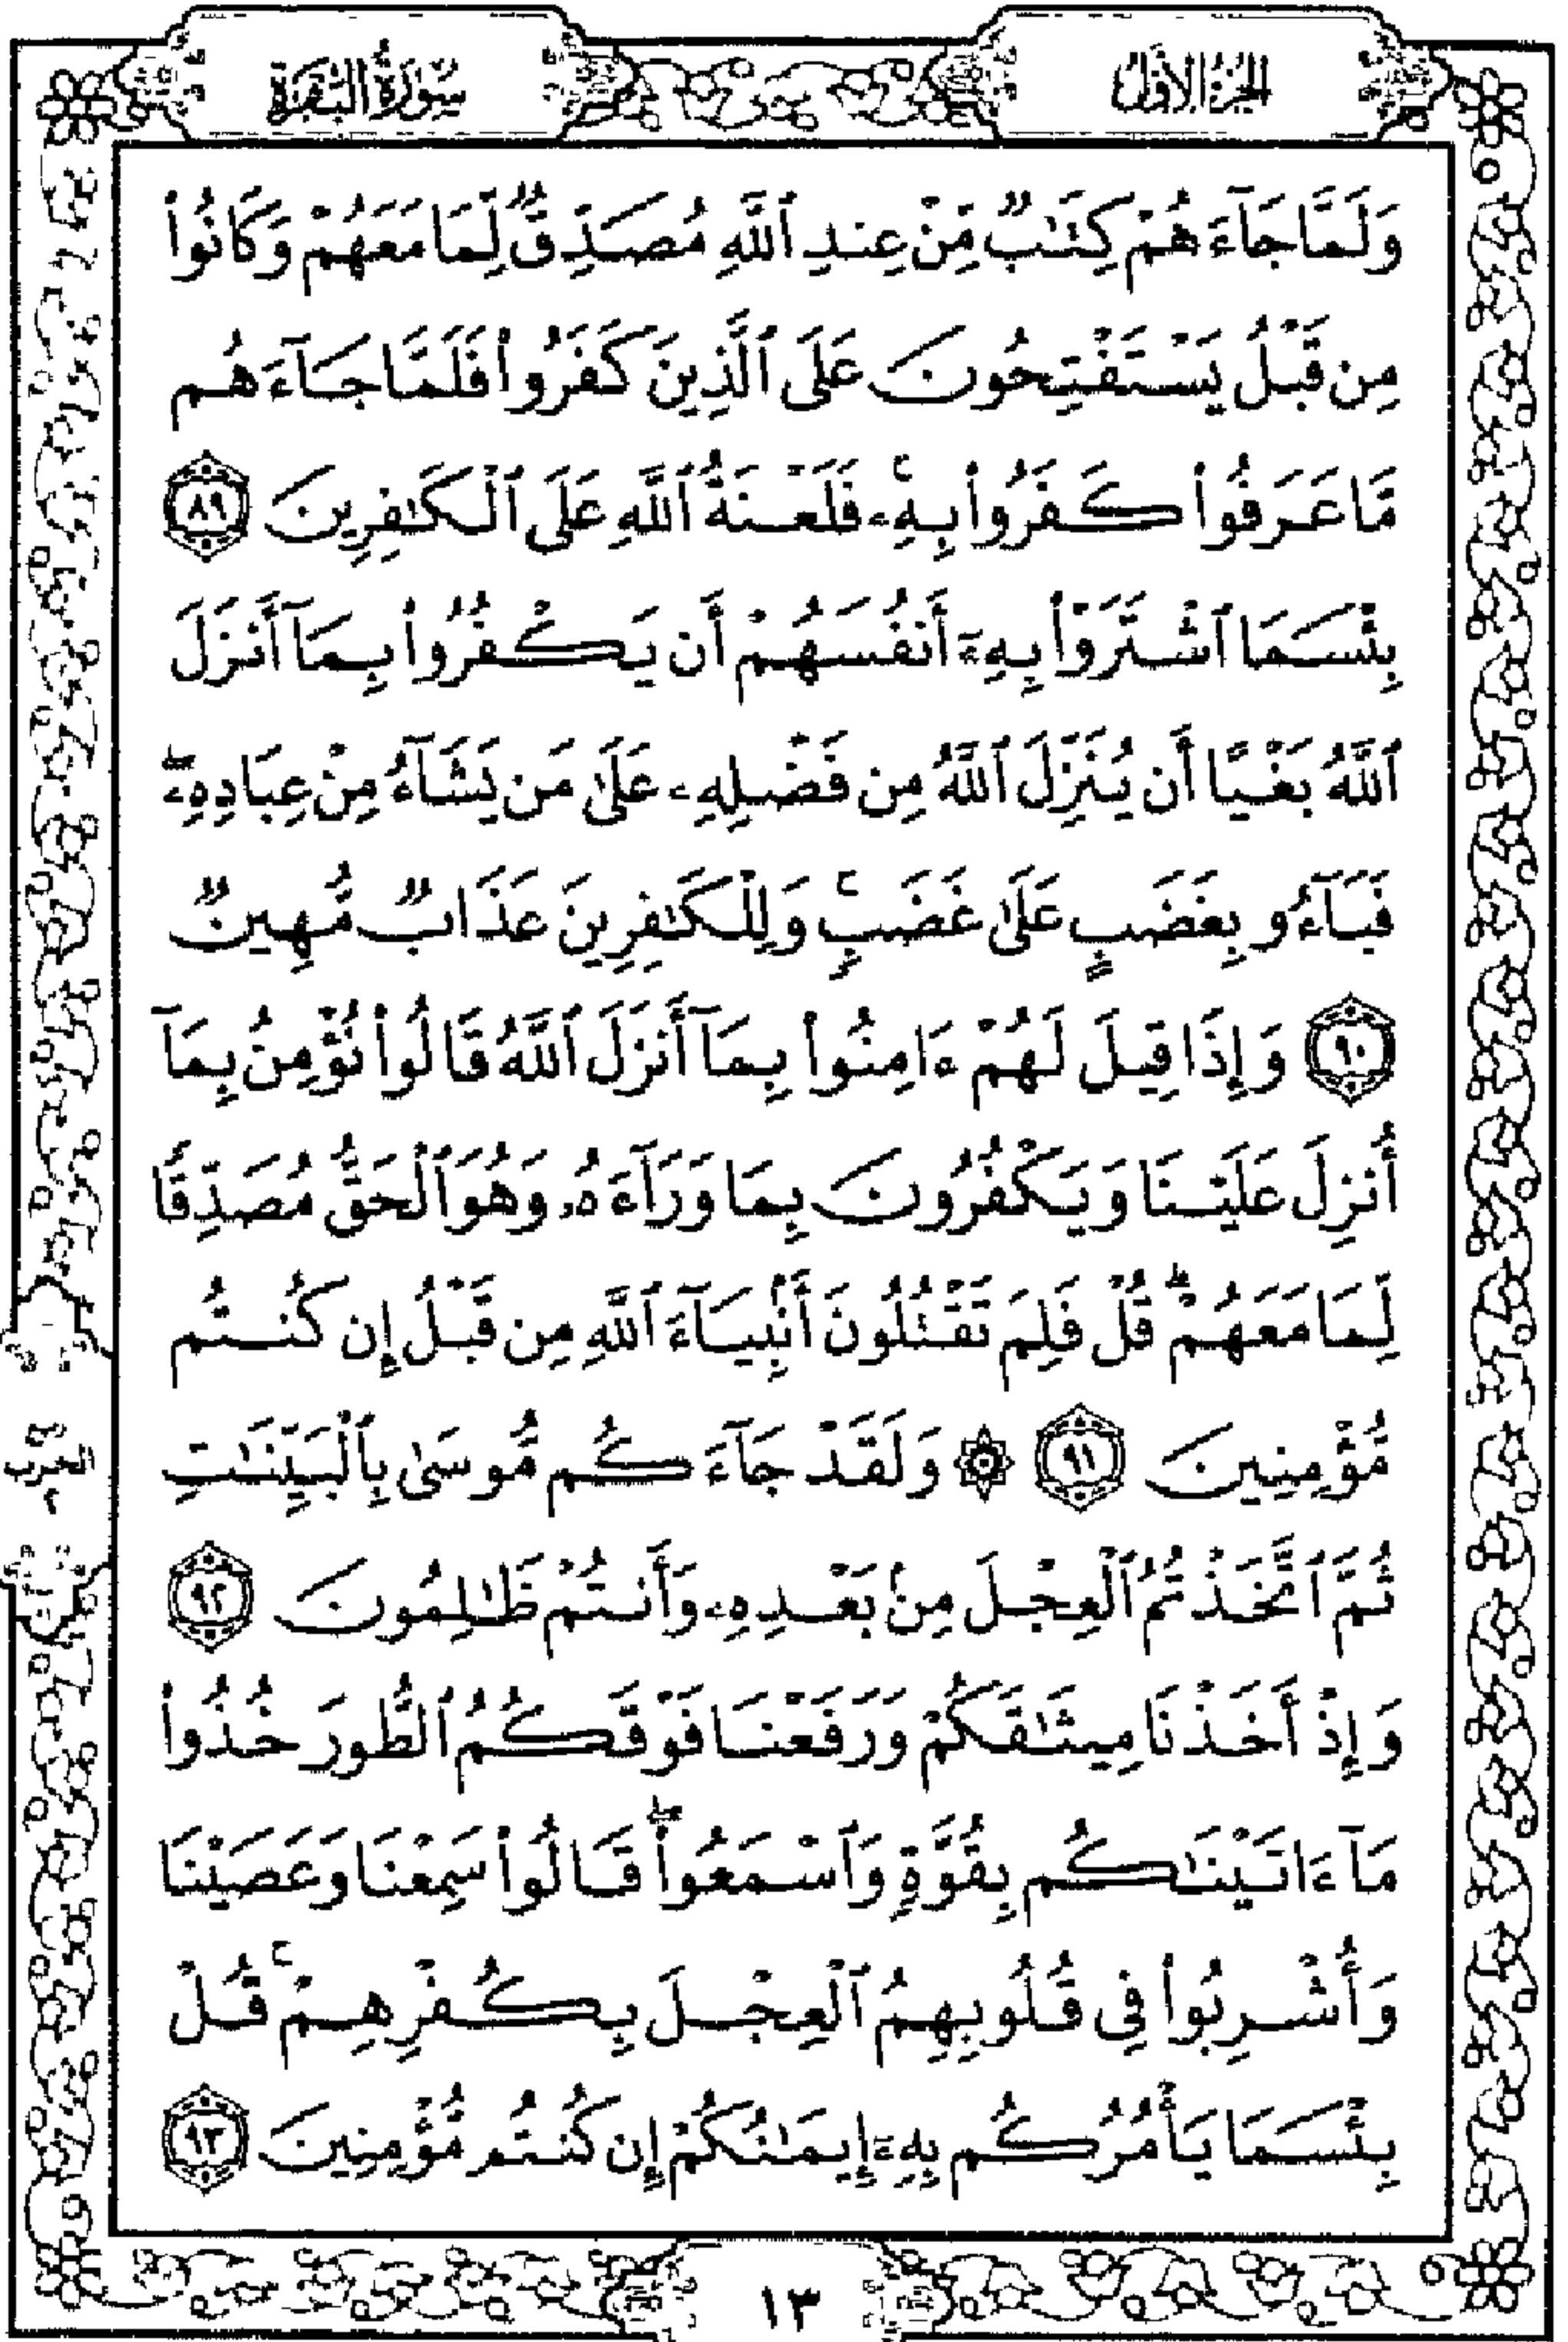 الجزء الأول
سورة البقرة
وَلَمَّا جَآءَهُمْ كِتَٰبٌ مِّنْ عِندِ ٱللَّهِ مُصَدِّقٌ لِّمَا مَعَهُمْ وَكَانُوا۟
مِن قَبْلُ يَسْتَفْتِحُونَ عَلَى ٱلَّذِينَ كَفَرُوا۟ فَلَمَّا جَآءَهُم
مَّا عَرَفُوا۟ كَفَرُوا۟ بِهِۦ ۚ فَلَعْنَةُ ٱللَّهِ عَلَى ٱلْكَٰفِرِينَ ٨٩
بِئْسَمَا ٱشْتَرَوْا۟ بِهِۦٓ أَنفُسَهُمْ أَن يَكْفُرُوا۟ بِمَآ أَنزَلَ
ٱللَّهُ بَغْيًا أَن يُنَزِّلَ ٱللَّهُ مِن فَضْلِهِۦ عَلَىٰ مَن يَشَآءُ مِنْ عِبَادِهِۦ ۖ
فَبَآءُو بِغَضَبٍ عَلَىٰ غَضَبٍ ۚ وَلِلْكَٰفِرِينَ عَذَابٌ مُّهِينٌ
٩٠ وَإِذَا قِيلَ لَهُمْ ءَامِنُوا۟ بِمَآ أَنزَلَ ٱللَّهُ قَالُوا۟ نُؤْمِنُ بِمَآ
أُنزِلَ عَلَيْنَا وَيَكْفُرُونَ بِمَا وَرَآءَهُۥ وَهُوَ ٱلْحَقُّ مُصَدِّقًا
لِّمَا مَعَهُمْ ۗ قُلْ فَلِمَ تَقْتُلُونَ أَنۢبِيَآءَ ٱللَّهِ مِن قَبْلُ إِن كُنتُم
مُّؤْمِنِينَ ٩١ ۞ وَلَقَدْ جَآءَكُم مُّوسَىٰ بِٱلْبَيِّنَٰتِ
ثُمَّ ٱتَّخَذْتُمُ ٱلْعِجْلَ مِنۢ بَعْدِهِۦ وَأَنتُمْ ظَٰلِمُونَ ٩٢
وَإِذْ أَخَذْنَا مِيثَٰقَكُمْ وَرَفَعْنَا فَوْقَكُمُ ٱلطُّورَ خُذُوا۟
مَآ ءَاتَيْنَٰكُم بِقُوَّةٍ وَٱسْمَعُوا۟ ۖ قَالُوا۟ سَمِعْنَا وَعَصَيْنَا
وَأُشْرِبُوا۟ فِى قُلُوبِهِمُ ٱلْعِجْلَ بِكُفْرِهِمْ ۚ قُلْ
بِئْسَمَا يَأْمُرُكُم بِهِۦٓ إِيمَٰنُكُمْ إِن كُنتُم مُّؤْمِنِينَ ٩٣
١٣